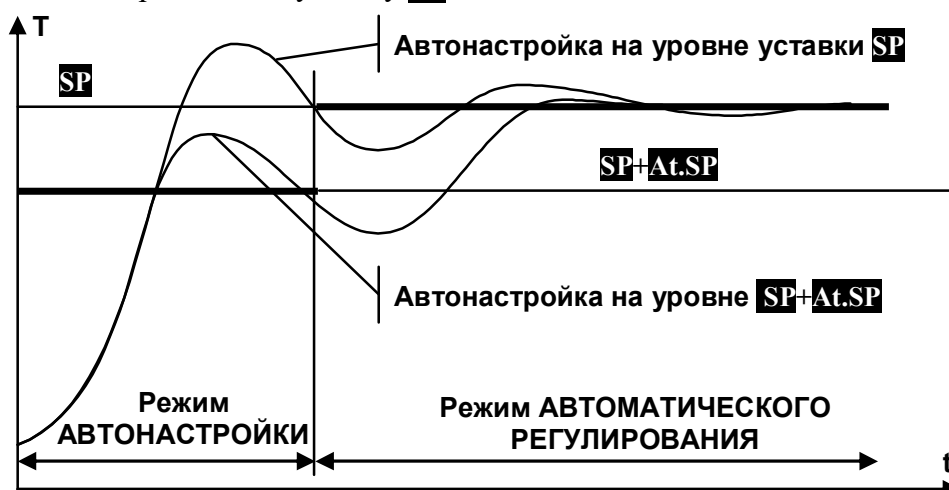 T
Автонастройка на уровне уставки SP
SP
SP+At.SP
Автонастройка на уровне SP+At.SP
Режим
АВТОНАСТРОЙКИ
Режим АВТОМАТИЧЕСКОГО
РЕГУЛИРОВАНИЯ
t